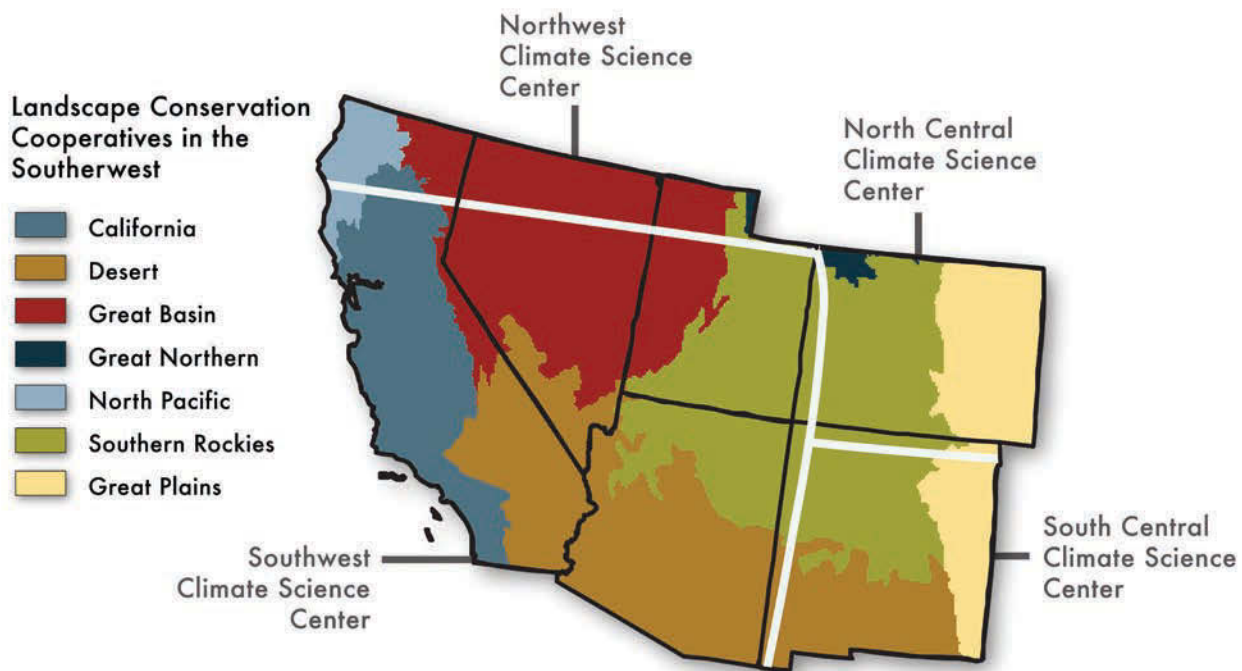 Northwest
Climate Science
Center
Landscape Conservation
Cooperatives in the
Southerwest
North Central
Climate Science
Center
California
Desert
Great Basin
Great Northern
North Pacific
Southern Rockies
Great Plains
Southwest
Climate Science
Center
South Central
Climate Science
Center